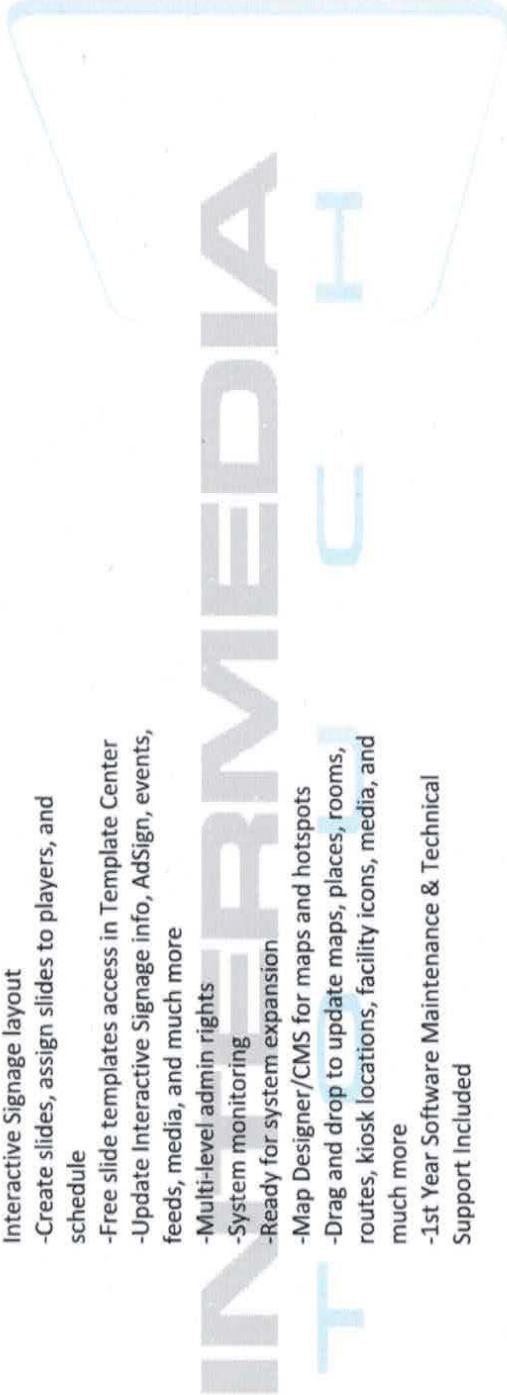 Interactive Signage layout
-Create slides, assign slides to players, and
schedule
-Free slide templates access in Template Center
-Update Interactive Signage info, AdSign, events,
feeds, media, and much more
-Multi-level admin rights
-System monitoring
-Ready for system expansion
-Map Designer/CMS for maps and hotspots
-Drag and drop to update maps, places, rooms,
routes, kiosk locations, facility icons, media, and
much more
-1st Year Software Maintenance & Technical
Support Included
INTERMEDIA
TOUCH